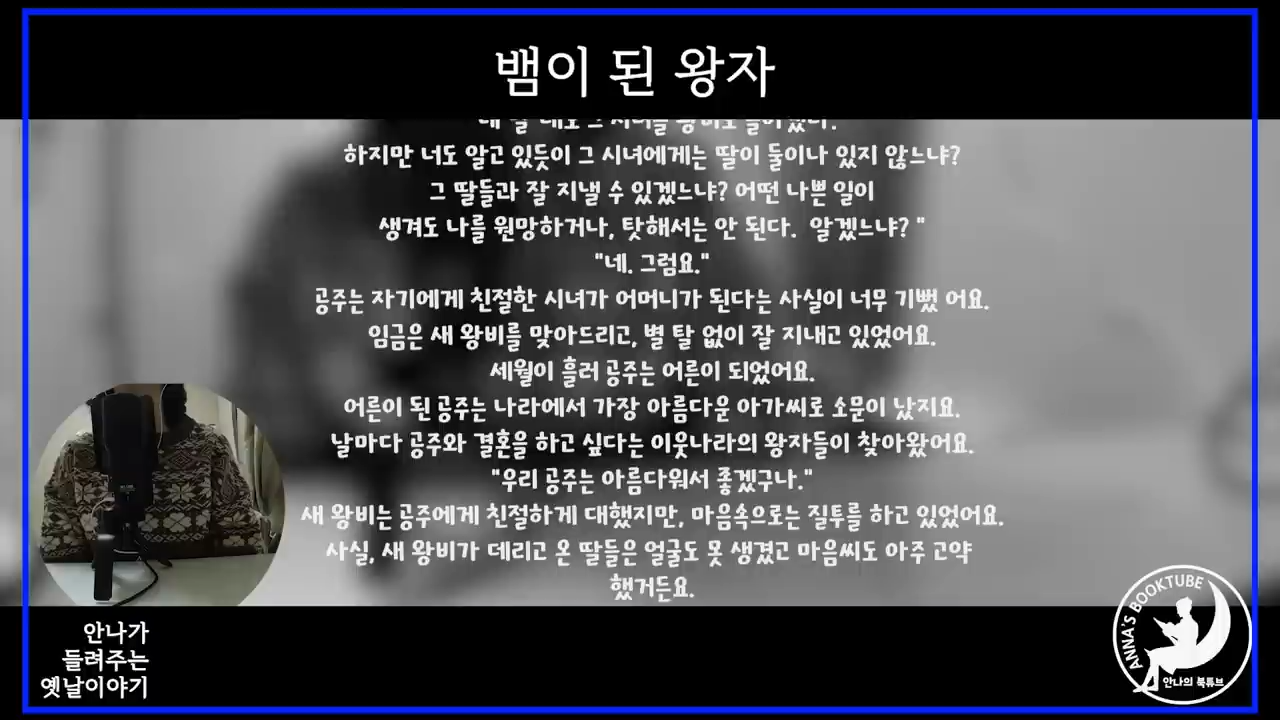 뱀이 된 왕자
하지만 너도 알고 있듯이 그 시녀에게는 딸이 둘이나 있지 않느냐?
그 딸들과 잘 지낼 수 있겠느냐? 어떤 나쁜 일이
생겨도 나를 원망하거나, 탓해서는 안 된다. 알겠느냐? "
"네. 그럼요."
공주는 자기에게 친절한 시녀가 어머니가 된다는 사실이 너무 기뻤 어요.
임금은 새 왕비를 맞아드리고, 별 탈 없이 잘 지내고 있었어요.
세월이 흘러 공주는 어른이 되었어요.
어른이 된 공주는 나라에서 가장 아름다운 아가씨로 소문이 났지요.
날마다 공주와 결혼을 하고 싶다는 이웃나라의 왕자들이 찾아왔어요.
"우리 공주는 아름다워서 좋겠구나."
새 왕비는 공주에게 친절하게 대했지만, 마음속으로는 질투를 하고 있었어요.
사실, 새 왕비가 데리고 온 딸들은 얼굴도 못 생겼고 마음씨도 아주 고약
했거든요.
안나가
들려주는
옛날이야기
ANNA'S BOOKTUBE
안나의 북튜브